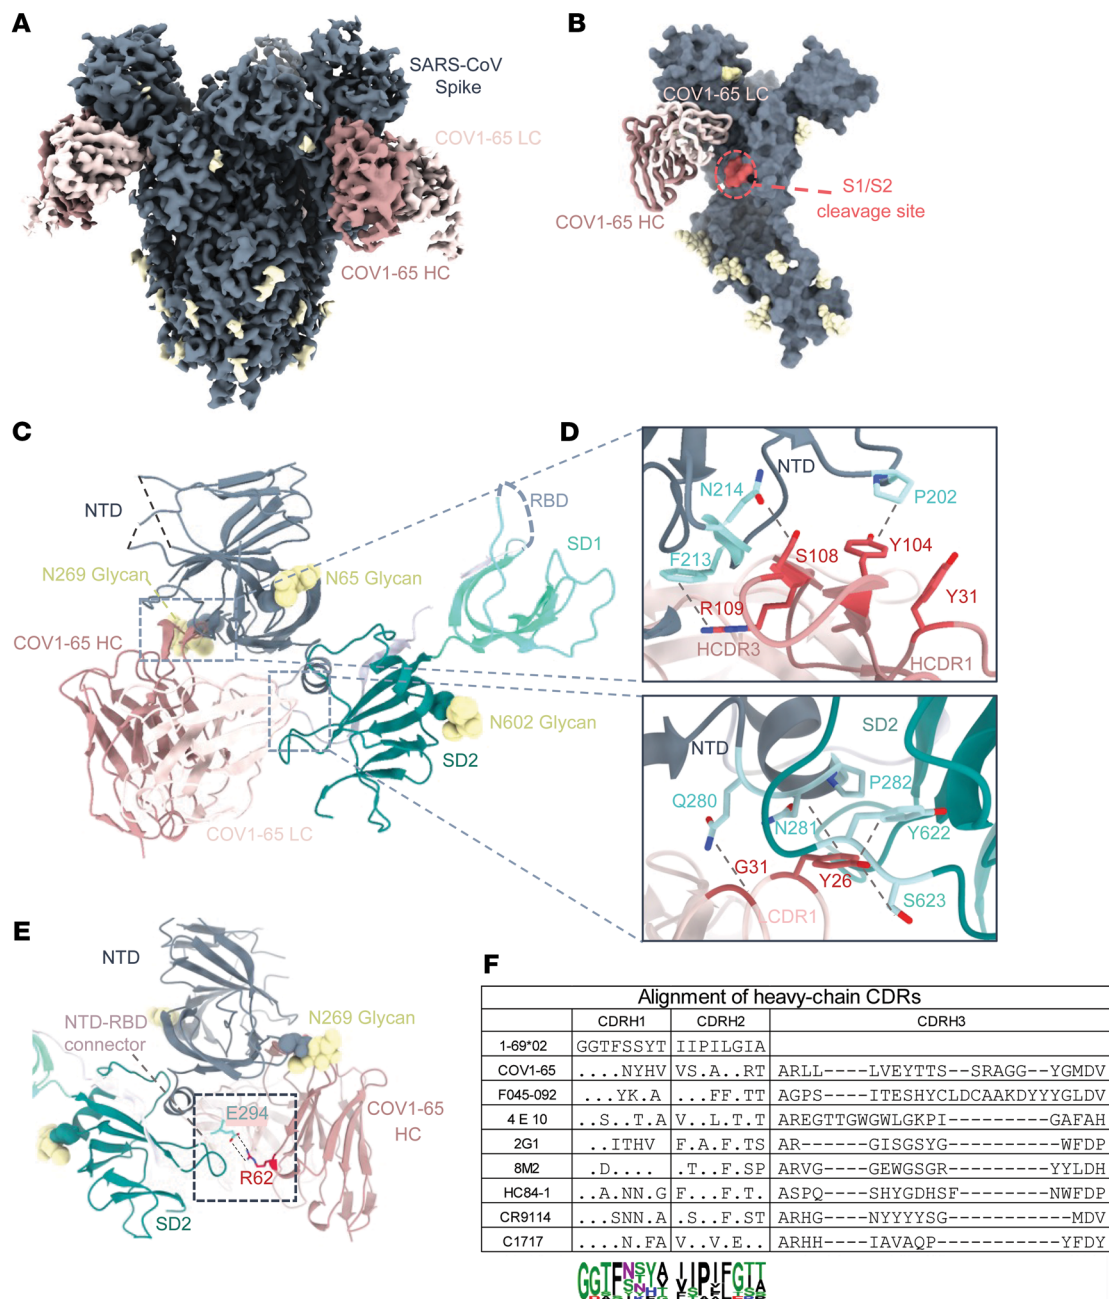 A
SARS-CoV
Spike
COV1-65 LC
COV1-65 HC
B
COV1-65 LC
COV1-65 HC
S1/S2
cleavage site
C
NTD
RBD
SD1
N269 Glycan
N65 Glycan
COV1-65 HC
N602 Glycan
SD2
COV1-65 LC
D
NTD
N214
P202
F213
S108
Y104
R109
Y31
HCDR3
HCDR1
NTD
SD2
Q280
P282
N281
Y622
G31
Y26
S623
LCDR1
E
NTD
NTD-RBD
connector
N269 Glycan
E294
COV1-65
HC
R62
SD2
F
Alignment of heavy-chain CDRs
CDRH1 CDRH2 CDRH3
1-69*02 GGTFSSYT IIPILGIA
COV1-65 ....NYHV VS.A..RT ARLL----LVEYTTS--SRAGG--YGMDV
F045-092 ...YK.A ...FF.TT AGPS----ITESHYCLDCAAKDYYYGLDV
4E10 ..S..T.A V..L.T.T AREGTTGWGWLGKPI--------GAFAH
2G1 ...ITHV F.A.F.TS AR------GISGSYG---------WFDP
8M2 .D.... .T..F.SP ARVG----GEWGSGR---------YYLDH
HC84-1 ..A.NN.G F...F.T. ASPQ----SHYGDHSF--------NWFDP
CR9114 ...SNN.A .S..F.ST ARHG----NYYYYSG-----------MDV
C1717 ....N.FA V..V.E.. ARHH----IAVAQP----------YFDY